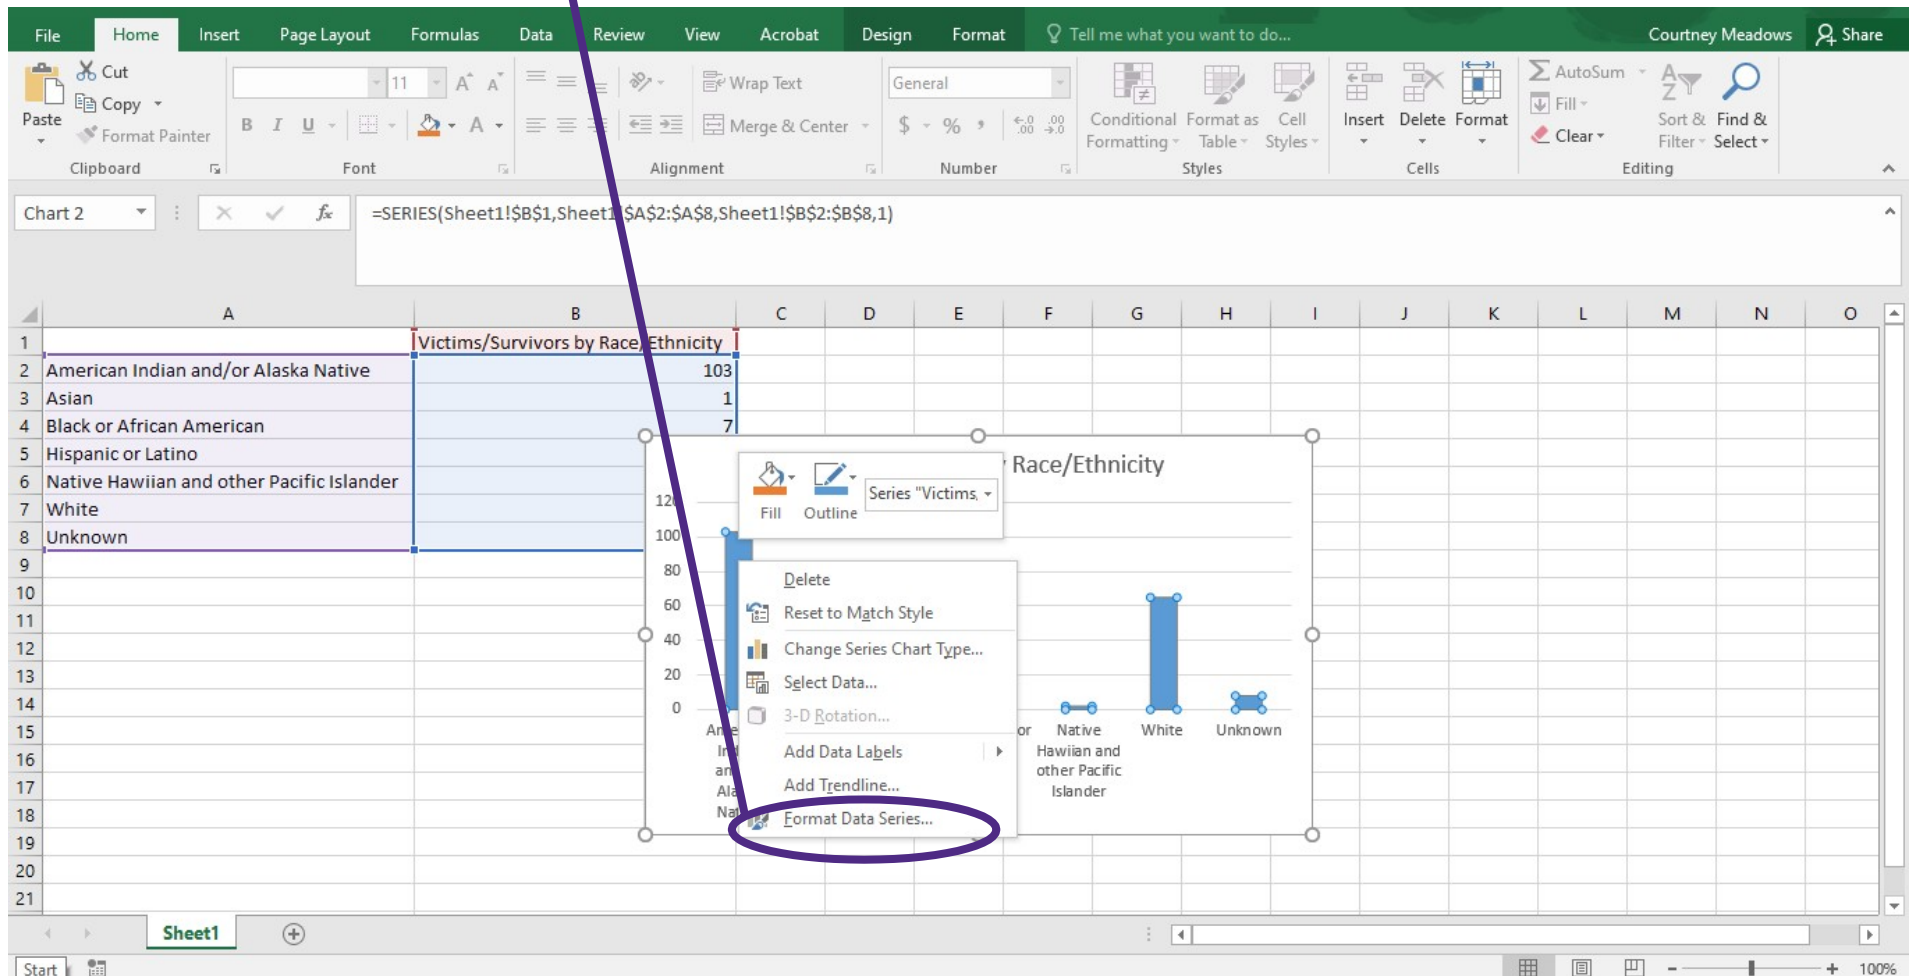 File Home Insert Page Layout Formulas Data Review View Acrobat Design Format Tell me what you want to do... Courtney Meadows Share
Cut
Copy
Format Painter
Paste
Clipboard
11 A A
B I U A
Font
Wrap Text
Merge & Center
Alignment
General
$ % , .0 .00 .00 .0
Number
Conditional Formatting
Format as Table
Cell Styles
Styles
Insert Delete Format
Cells
AutoSum
Fill
Clear
Sort & Filter
Find & Select
Editing
Chart 2 fx =SERIES(Sheet1!$B$1,Sheet1!$A$2:$A$8,Sheet1!$B$2:$B$8,1)
A B C D E F G H I J K L M N O
1 Victims/Survivors by Race/Ethnicity
2 American Indian and/or Alaska Native 103
3 Asian 1
4 Black or African American 7
5 Hispanic or Latino
6 Native Hawiian and other Pacific Islander
7 White
8 Unknown
9
10
11
12
13
14
15
16
17
18
19
20
21
Race/Ethnicity
Fill Outline Series "Victims,
120
100
80
60
40
20
0
Delete
Reset to Match Style
Change Series Chart Type...
Select Data...
3-D Rotation...
Add Data Labels
Add Trendline...
Format Data Series...
or
Native
Hawiian and
other Pacific
Islander
White
Unknown
Sheet1
Start 100%